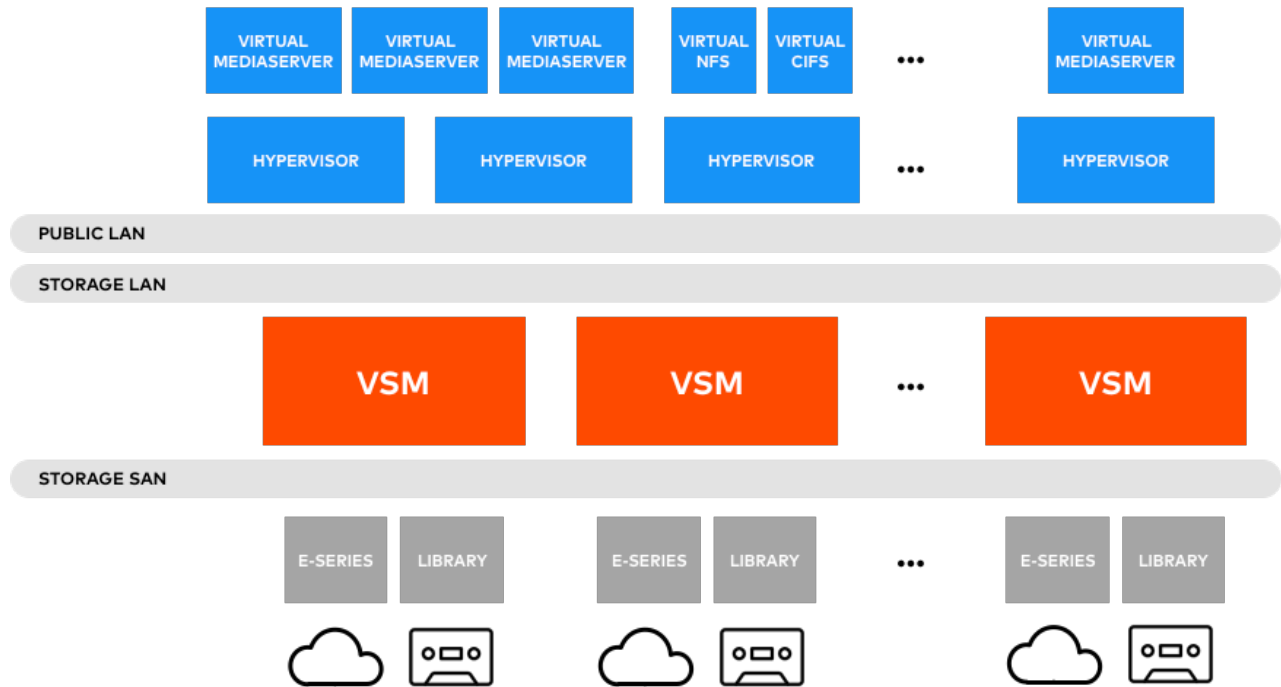 VIRTUAL MEDIASERVER
VIRTUAL MEDIASERVER
VIRTUAL MEDIASERVER
VIRTUAL NFS
VIRTUAL CIFS
...
VIRTUAL MEDIASERVER
HYPERVISOR
HYPERVISOR
HYPERVISOR
...
HYPERVISOR
PUBLIC LAN
STORAGE LAN
VSM
VSM
...
VSM
STORAGE SAN
E-SERIES
LIBRARY
E-SERIES
LIBRARY
...
E-SERIES
LIBRARY